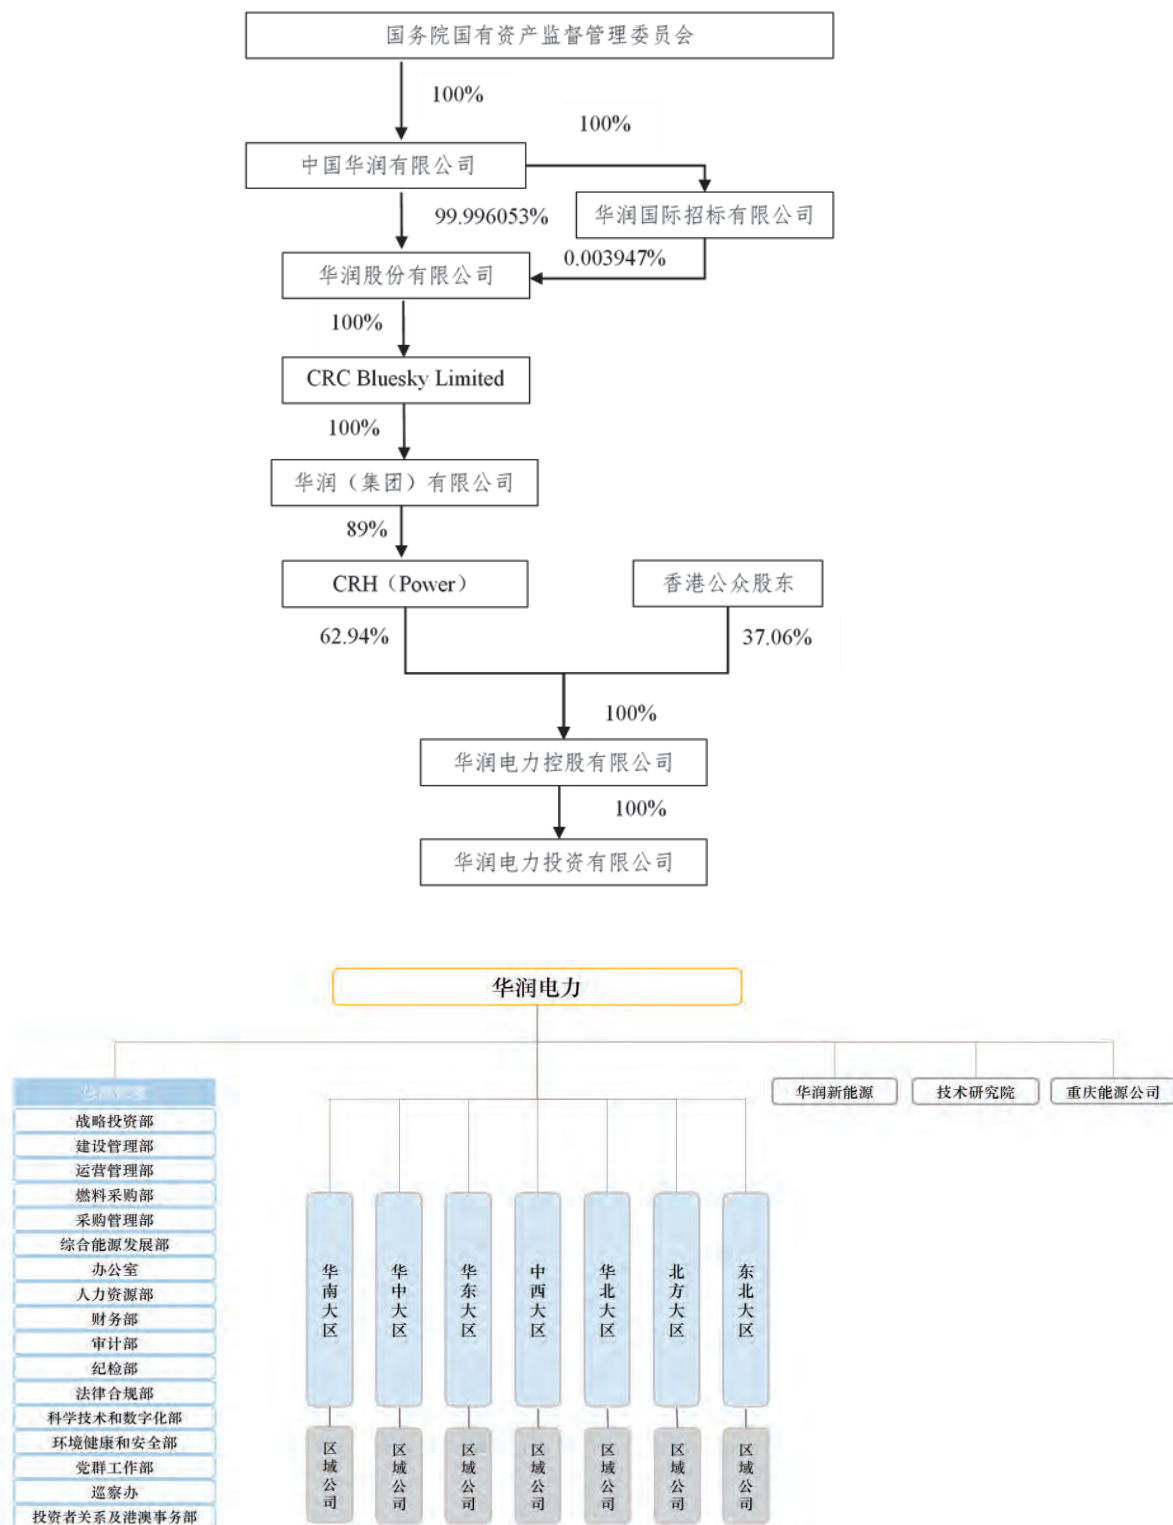 国务院国有资产监督管理委员会
100%
100%
中国华润有限公司
99.996053%
华润国际招标有限公司
0.003947%
华润股份有限公司
100%
CRC Bluesky Limited
100%
华润（集团）有限公司
89%
CRH（Power）
香港公众股东
62.94%
37.06%
100%
华润电力控股有限公司
100%
华润电力投资有限公司
华润电力
华润新能源
技术研究院
重庆能源公司
战略投资部
建设管理部
运营管理部
燃料采购部
采购管理部
综合能源发展部
办公室
人力资源部
财务部
审计部
纪检部
法律合规部
科学技术和数字化部
环境健康和安全部
党群工作部
巡察办
投资者关系及港澳事务部
华南大区
华中大区
华东大区
中西大区
华北大区
北方大区
东北大区
区域公司
区域公司
区域公司
区域公司
区域公司
区域公司
区域公司